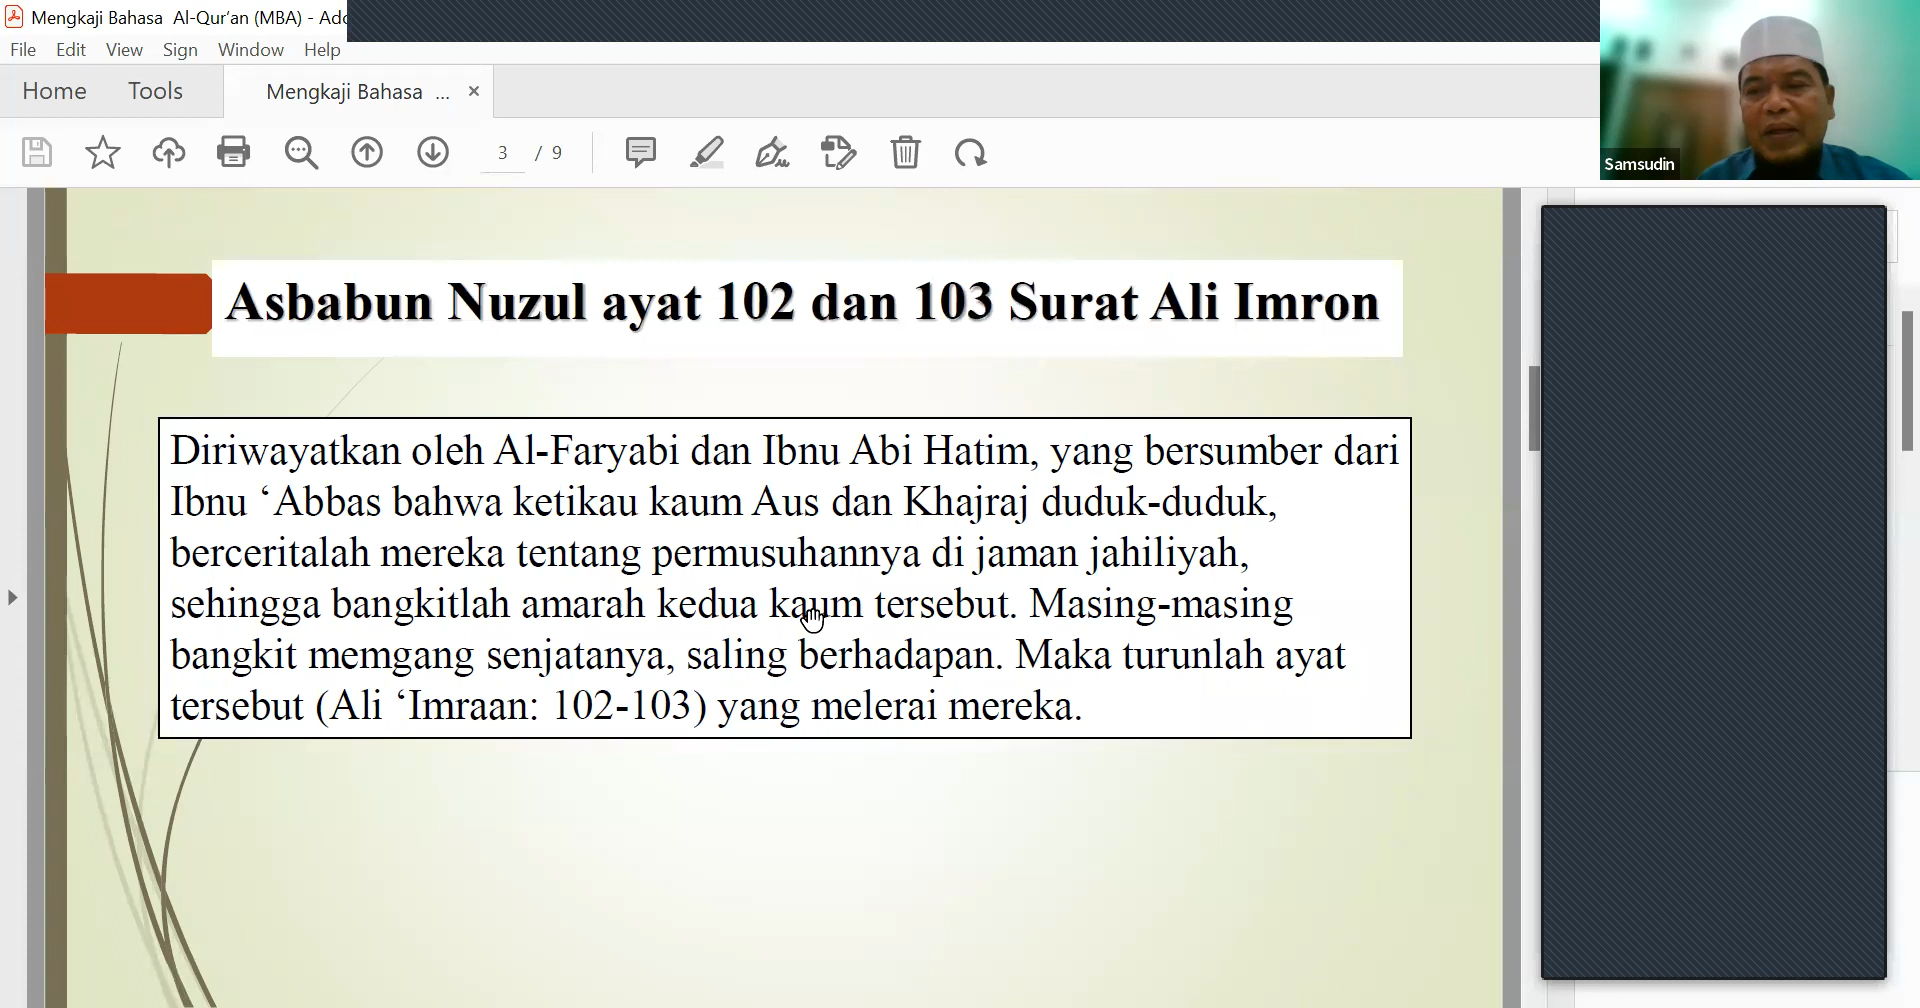 Mengkaji Bahasa Al-Qur'an (MBA) - Ado
File Edit View Sign Window Help
Home Tools Mengkaji Bahasa ... ×
3 / 9
Samsudin
Asbabun Nuzul ayat 102 dan 103 Surat Ali Imron
Diriwayatkan oleh Al-Faryabi dan Ibnu Abi Hatim, yang bersumber dari
Ibnu ‘Abbas bahwa ketikau kaum Aus dan Khajraj duduk-duduk,
berceritalah mereka tentang permusuhannya di jaman jahiliyah,
sehingga bangkitlah amarah kedua kaum tersebut. Masing-masing
bangkit memgang senjatanya, saling berhadapan. Maka turunlah ayat
tersebut (Ali ‘Imraan: 102-103) yang melerai mereka.